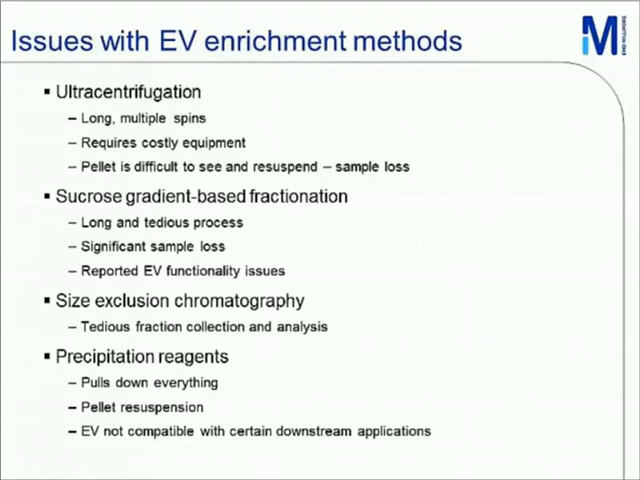 Issues with EV enrichment methods
M
EMD MILLIPORE
▪ Ultracentrifugation
– Long, multiple spins
– Requires costly equipment
– Pellet is difficult to see and resuspend – sample loss
▪ Sucrose gradient-based fractionation
– Long and tedious process
– Significant sample loss
– Reported EV functionality issues
▪ Size exclusion chromatography
– Tedious fraction collection and analysis
▪ Precipitation reagents
– Pulls down everything
– Pellet resuspension
– EV not compatible with certain downstream applications